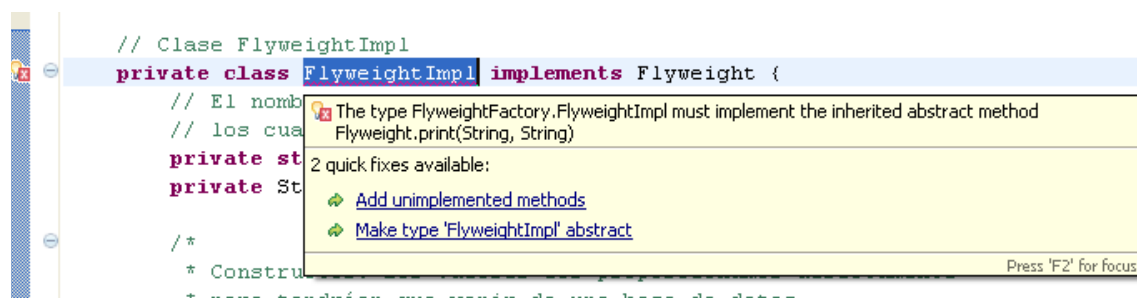 // Clase FlyweightImpl
private class FlyweightImpl implements Flyweight {
// El nomb
The type FlyweightFactory.FlyweightImpl must implement the inherited abstract method
// los cua
Flyweight.print(String, String)
private st
2 quick fixes available:
private St
Add unimplemented methods
Make type 'FlyweightImpl' abstract
/*
Press 'F2' for focus
* Constru